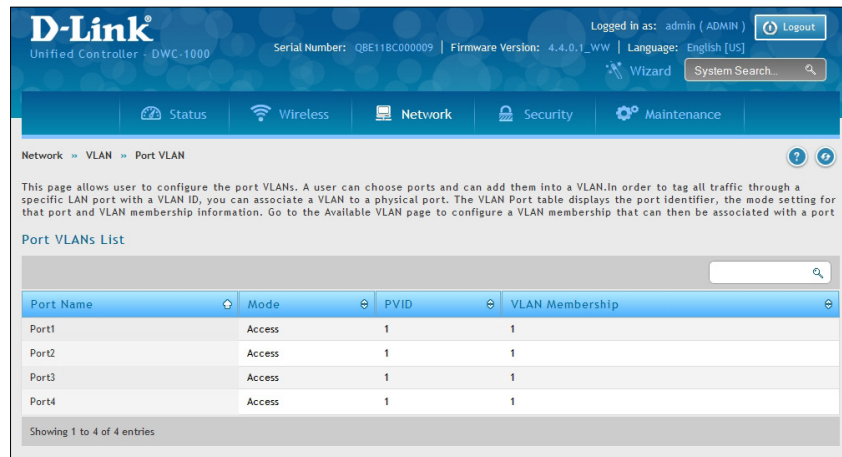 D-Link
Unified Controller - DWC-1000
Logged in as: admin ( ADMIN ) Logout
Serial Number: QBE11BC000009 | Firmware Version: 4.4.0.1_WW | Language: English [US]
Wizard System Search...
Status Wireless Network Security Maintenance
Network » VLAN » Port VLAN
This page allows user to configure the port VLANs. A user can choose ports and can add them into a VLAN.In order to tag all traffic through a
specific LAN port with a VLAN ID, you can associate a VLAN to a physical port. The VLAN Port table displays the port identifier, the mode setting for
that port and VLAN membership information. Go to the Available VLAN page to configure a VLAN membership that can then be associated with a port
Port VLANs List
Port Name Mode PVID VLAN Membership
Port1 Access 1 1
Port2 Access 1 1
Port3 Access 1 1
Port4 Access 1 1
Showing 1 to 4 of 4 entries